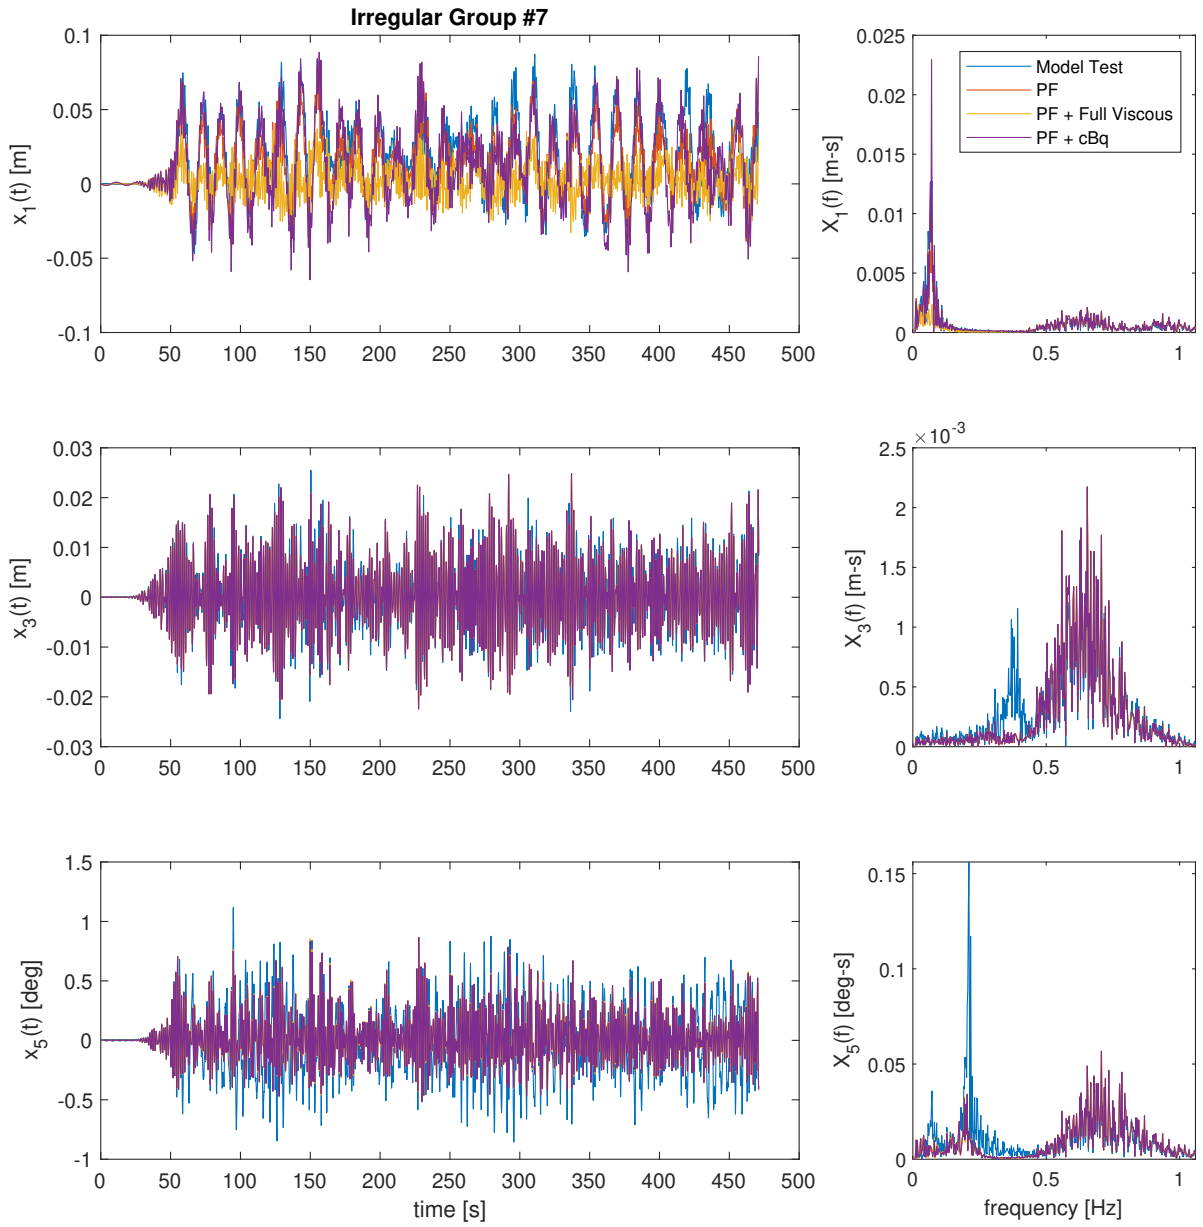 Irregular Group #7
0.1
0.05
0
-0.05
-0.1
x1(t) [m]
0 50 100 150 200 250 300 350 400 450 500
0.025
0.02
0.015
0.01
0.005
0
X1(f) [m-s]
0 0.5 1
Model Test
PF
PF + Full Viscous
PF + cBq
0.03
0.02
0.01
0
-0.01
-0.02
-0.03
x3(t) [m]
0 50 100 150 200 250 300 350 400 450 500
×10-3
2.5
2
1.5
1
0.5
0
X3(f) [m-s]
0 0.5 1
1.5
1
0.5
0
-0.5
-1
x5(t) [deg]
0 50 100 150 200 250 300 350 400 450 500
time [s]
0.15
0.1
0.05
0
X5(f) [deg-s]
0 0.5 1
frequency [Hz]